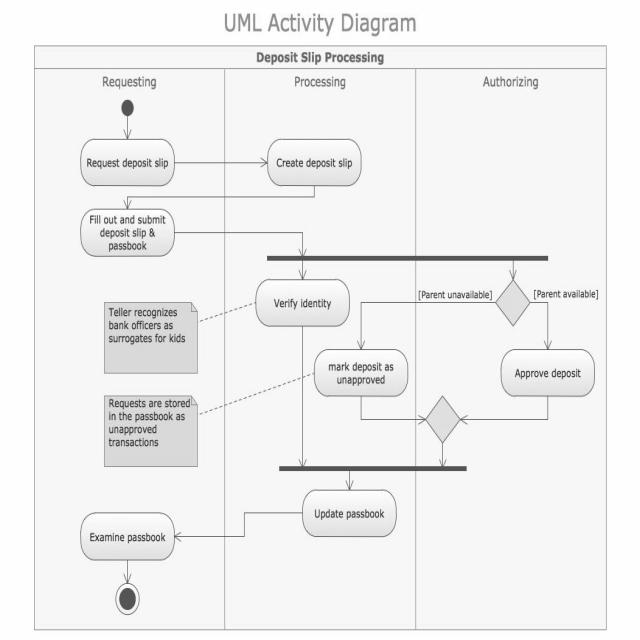 UML Activity Diagram
Deposit Slip Processing
Requesting
Processing
Authorizing
Request deposit slip
Create deposit slip
Fill out and submit
deposit slip &
passbook
[Parent unavailable]
[Parent available]
Verify identity
Teller recognizes
bank officers as
surrogates for kids
mark deposit as
unapproved
Approve deposit
Requests are stored
in the passbook as
unapproved
transactions
Update passbook
Examine passbook